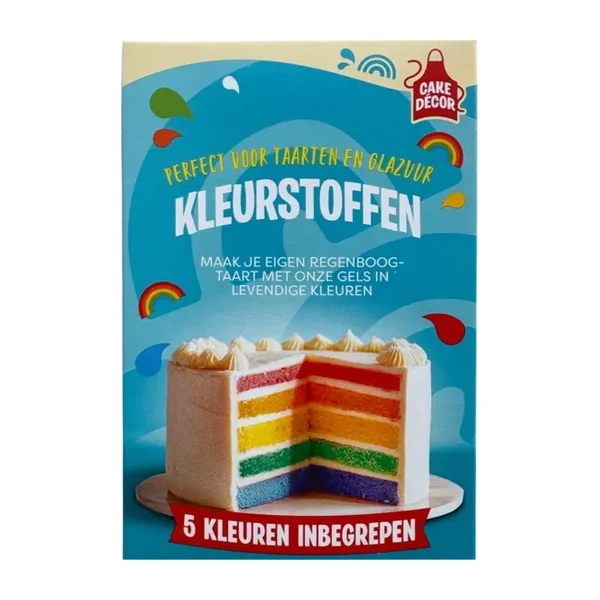 CAKE
DÉCOR
PERFECT VOOR TAARTEN EN GLAZUUR
KLEURSTOFFEN
MAAK JE EIGEN REGENBOOG-
TAART MET ONZE GELS IN
LEVENDIGE KLEUREN
5 KLEUREN INBEGREPEN